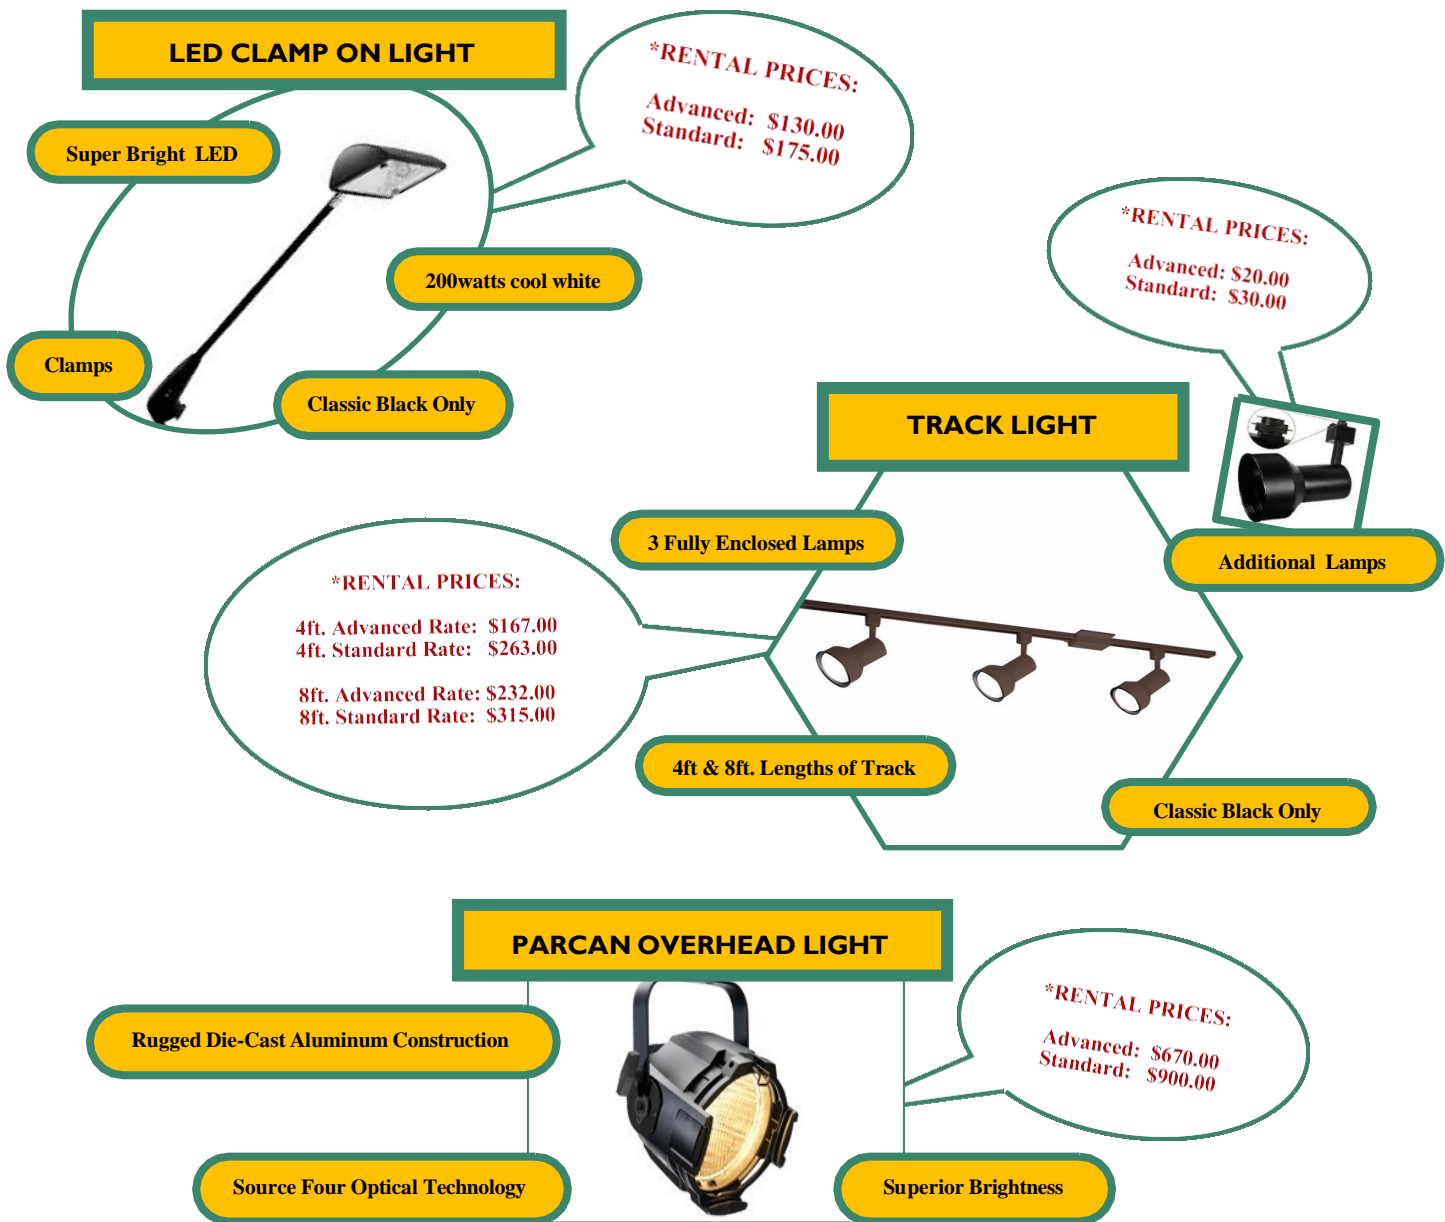 LED CLAMP ON LIGHT
*RENTAL PRICES:
Advanced: $130.00
Standard: $175.00
Super Bright LED
200watts cool white
Clamps
Classic Black Only
*RENTAL PRICES:
Advanced: $20.00
Standard: $30.00
TRACK LIGHT
3 Fully Enclosed Lamps
Additional Lamps
*RENTAL PRICES:
4ft. Advanced Rate: $167.00
4ft. Standard Rate: $263.00
8ft. Advanced Rate: $232.00
8ft. Standard Rate: $315.00
4ft & 8ft. Lengths of Track
Classic Black Only
PARCAN OVERHEAD LIGHT
*RENTAL PRICES:
Advanced: $670.00
Standard: $900.00
Rugged Die-Cast Aluminum Construction
Source Four Optical Technology
Superior Brightness